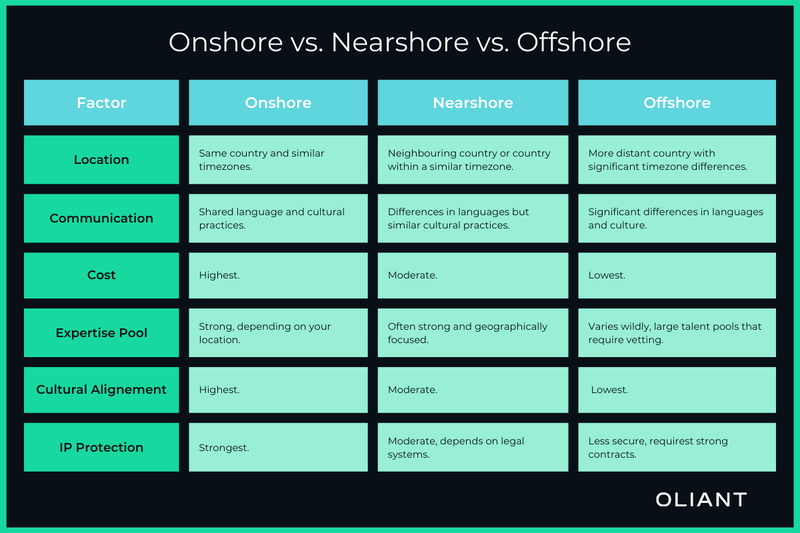 Onshore vs. Nearshore vs. Offshore
Factor
Onshore
Nearshore
Offshore
Location
Same country and similar
timezones.
Neighbouring country or country
within a similar timezone.
More distant country with
significant timezone differences.
Communication
Shared language and cultural
practices.
Differences in languages but
similar cultural practices.
Significant differences in languages
and culture.
Cost
Highest.
Moderate.
Lowest.
Expertise Pool
Strong, depending on your
location.
Often strong and geographically
focused.
Varies wildly, large talent pools that
require vetting.
Cultural Alignement
Highest.
Moderate.
Lowest.
IP Protection
Strongest.
Moderate, depends on legal
systems.
Less secure, requirest strong
contracts.
OLIANT